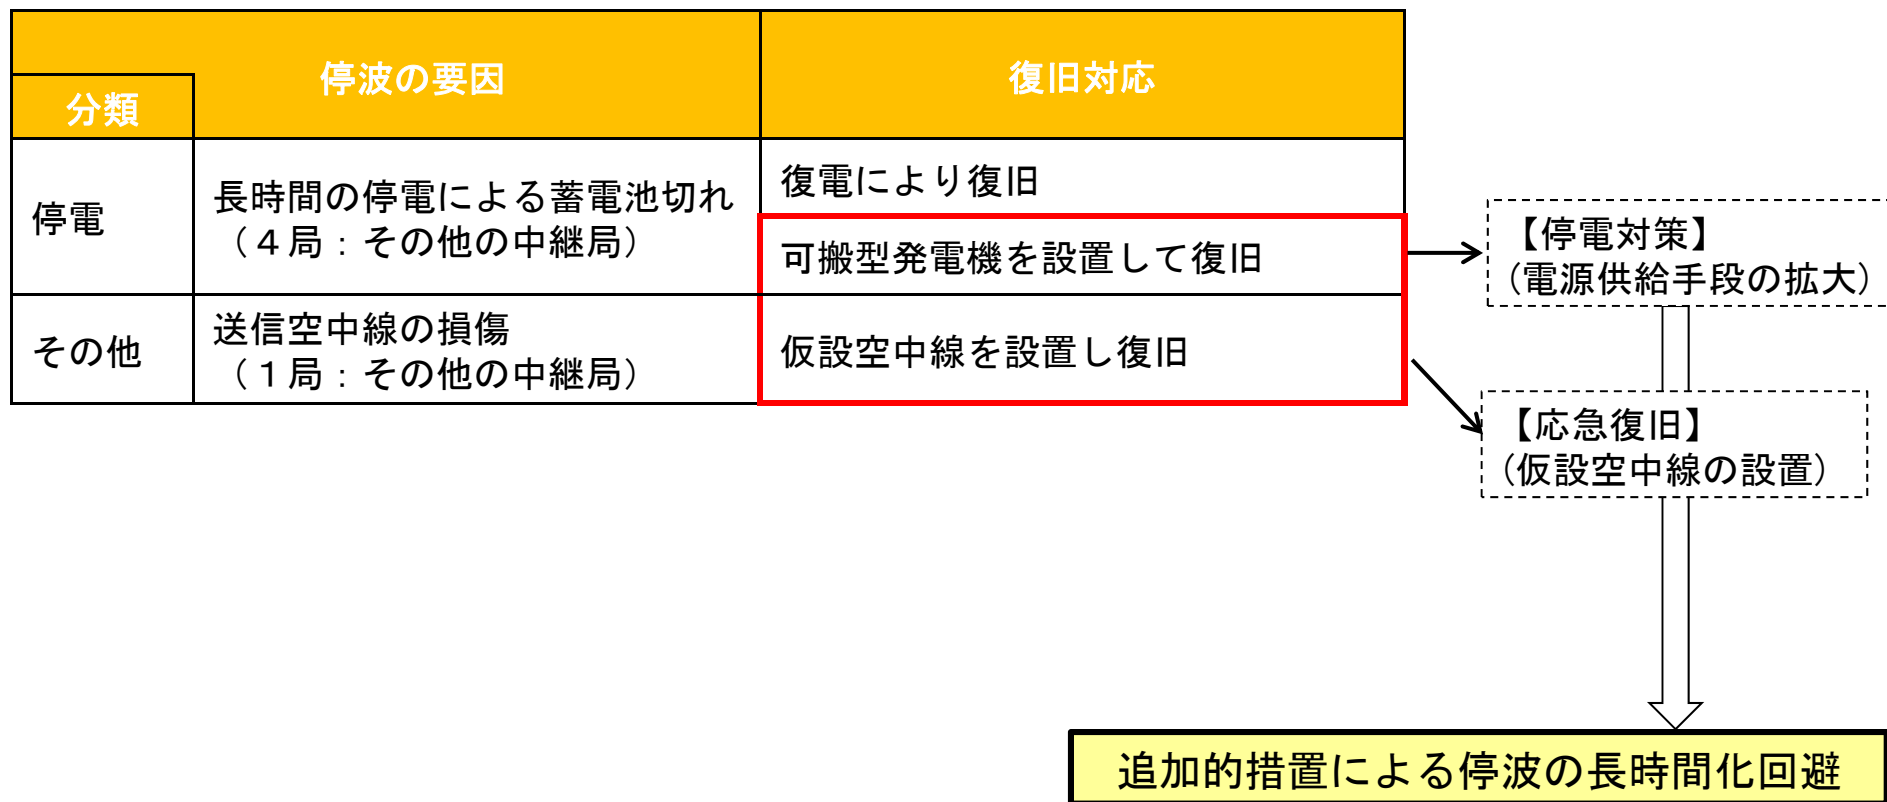 停波の要因
復旧対応
分類
停電
長時間の停電による蓄電池切れ
（４局：その他の中継局）
復電により復旧
可搬型発電機を設置して復旧
その他
送信空中線の損傷
（１局：その他の中継局）
仮設空中線を設置し復旧
【停電対策】
(電源供給手段の拡大)
【応急復旧】
(仮設空中線の設置)
追加的措置による停波の長時間化回避